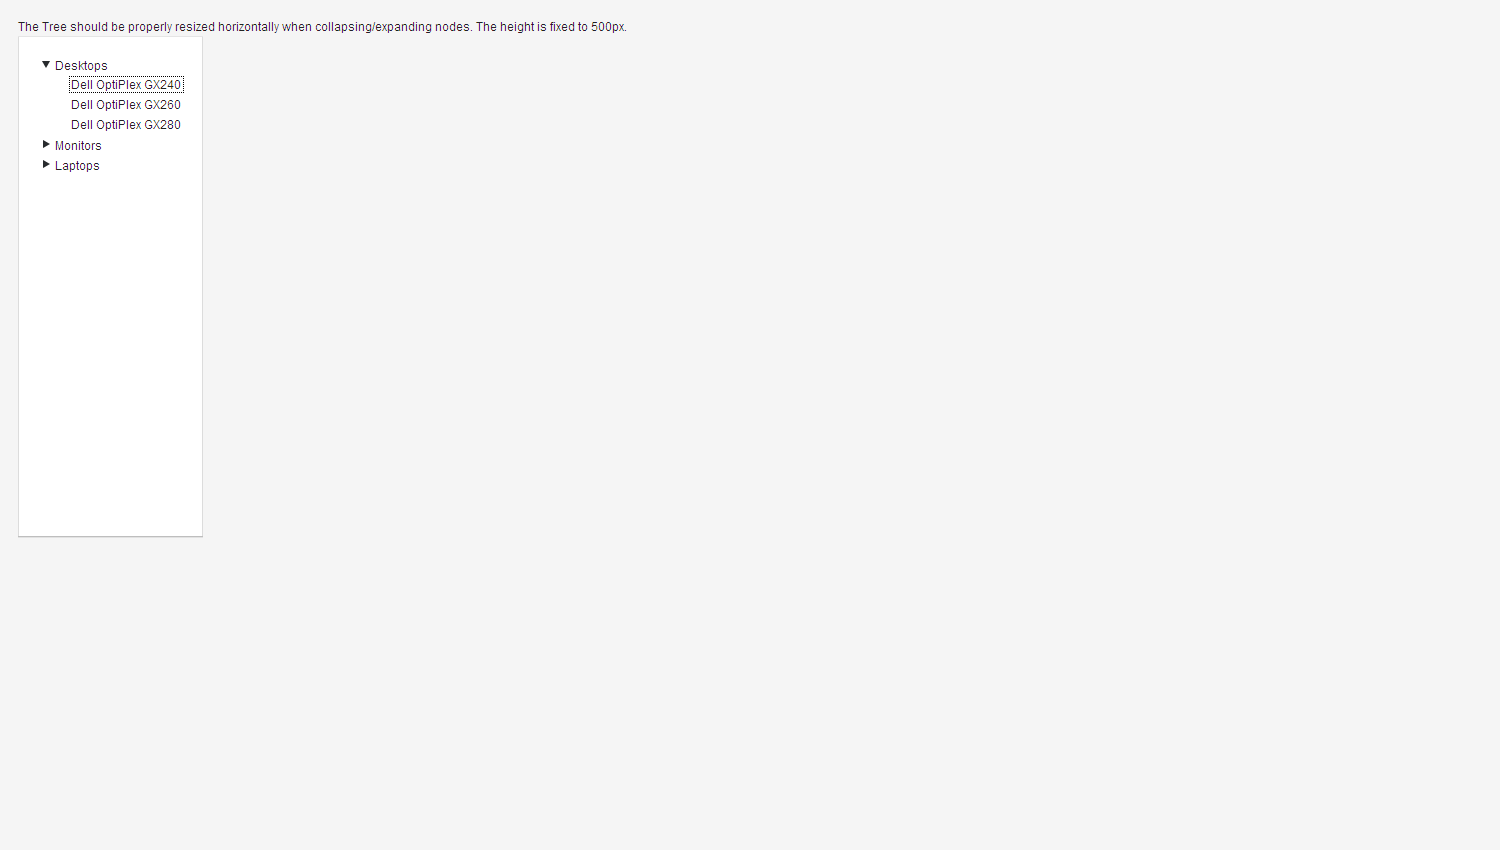 The Tree should be properly resized horizontally when collapsing/expanding nodes. The height is fixed to 500px.
Desktops
Dell OptiPlex GX240
Dell OptiPlex GX260
Dell OptiPlex GX280
Monitors
Laptops